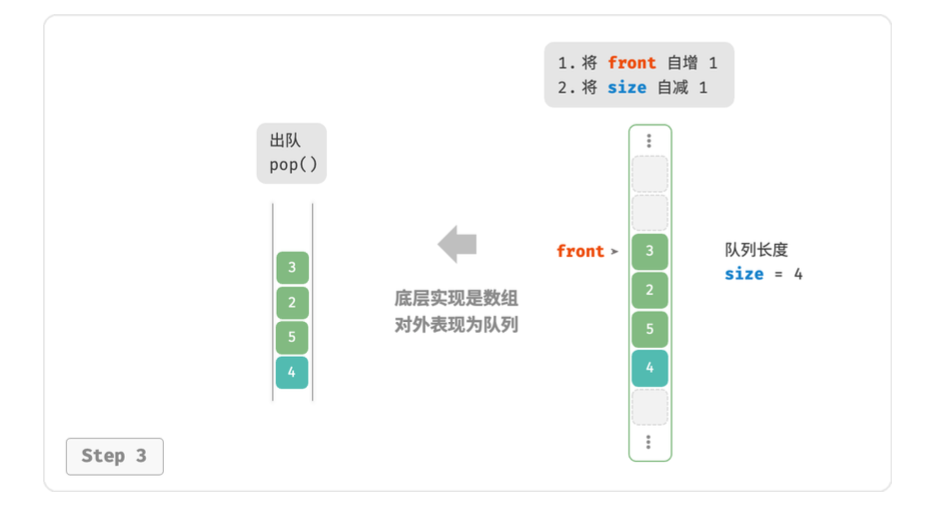 1. 将 front 自增 1
2. 将 size 自减 1
出队
pop()
3
2
5
4
底层实现是数组
对外表现为队列
front
3
2
5
4
队列长度
size = 4
Step 3